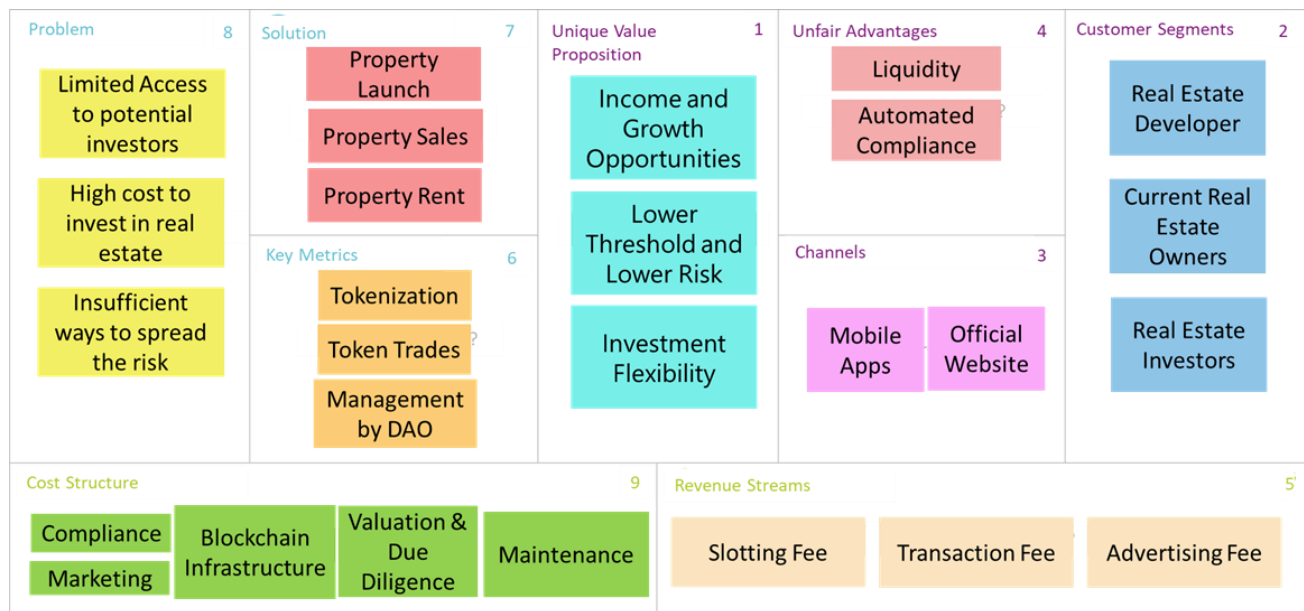 Problem
8
Limited Access
to potential
investors
High cost to
invest in real
estate
Insufficient
ways to spread
the risk
Solution
7
Property
Launch
Property Sales
Property Rent
Key Metrics
6
Tokenization
Token Trades
?
Management
by DAO
Unique Value
Proposition
1
Income and
Growth
Opportunities
Lower
Threshold and
Lower Risk
Investment
Flexibility
Unfair Advantages
4
Liquidity
Automated
Compliance
?
Channels
3
Mobile
Apps
Official
Website
Customer Segments
2
Real Estate
Developer
Current Real
Estate
Owners
Real Estate
Investors
Cost Structure
9
Compliance
Marketing
Blockchain
Infrastructure
Valuation &
Due
Diligence
Maintenance
Revenue Streams
5
Slotting Fee
Transaction Fee
Advertising Fee